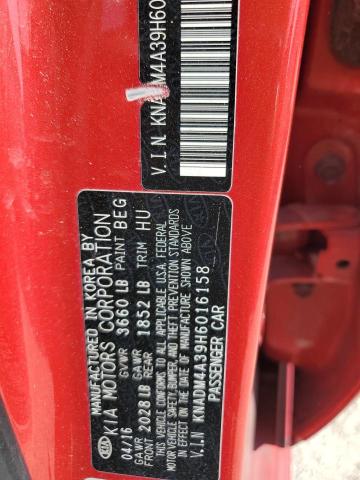 V.I.N KNADM4A39H60
MANUFACTURED IN KOREA BY
KIA MOTORS CORPORATION
04/16 GVWR 3660 LB PAINT BEG
GAWR FRONT 2028 LB GAWR REAR 1852 LB TRIM HU
THIS VEHICLE CONFORMS TO ALL APPLICABLE U.S.A. FEDERAL
MOTOR VEHICLE SAFETY,BUMPER,AND THEFT PREVENTION STANDARDS
IN EFFECT ON THE DATE OF MANUFACTURE SHOWN ABOVE
V.I.N KNADM4A39H6016158
PASSENGER CAR